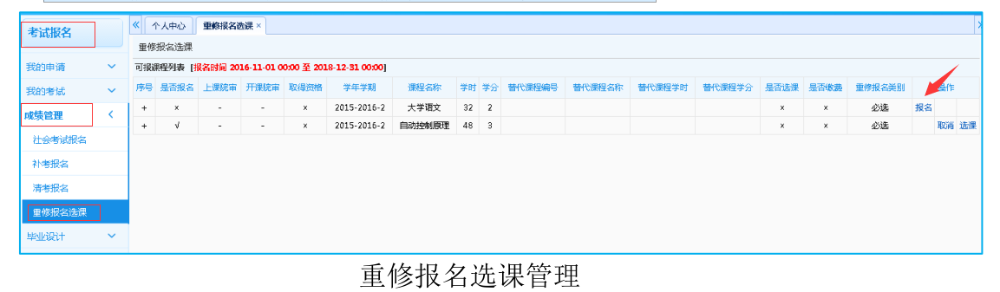 考试报名
« 个人中心 重修报名选课 ×
重修报名选课
可报课程列表 [报名时间 2016-11-01 00:00 至 2018-12-31 00:00]
序号 是否报名 上课院审 开课院审 取得资格 学年学期 课程名称 学时 学分 替代课程编号 替代课程名称 替代课程学时 替代课程学分 是否选课 是否缴费 重修报名类别 操作
+ × - - × 2015-2016-2 大学语文 32 2 × × 必选 报名
+ √ - - × 2015-2016-2 自动控制原理 48 3 × × 必选 取消 选课
我的申请
我的考试
成绩管理
社会考试报名
补考报名
清考报名
重修报名选课
毕业设计
重修报名选课管理